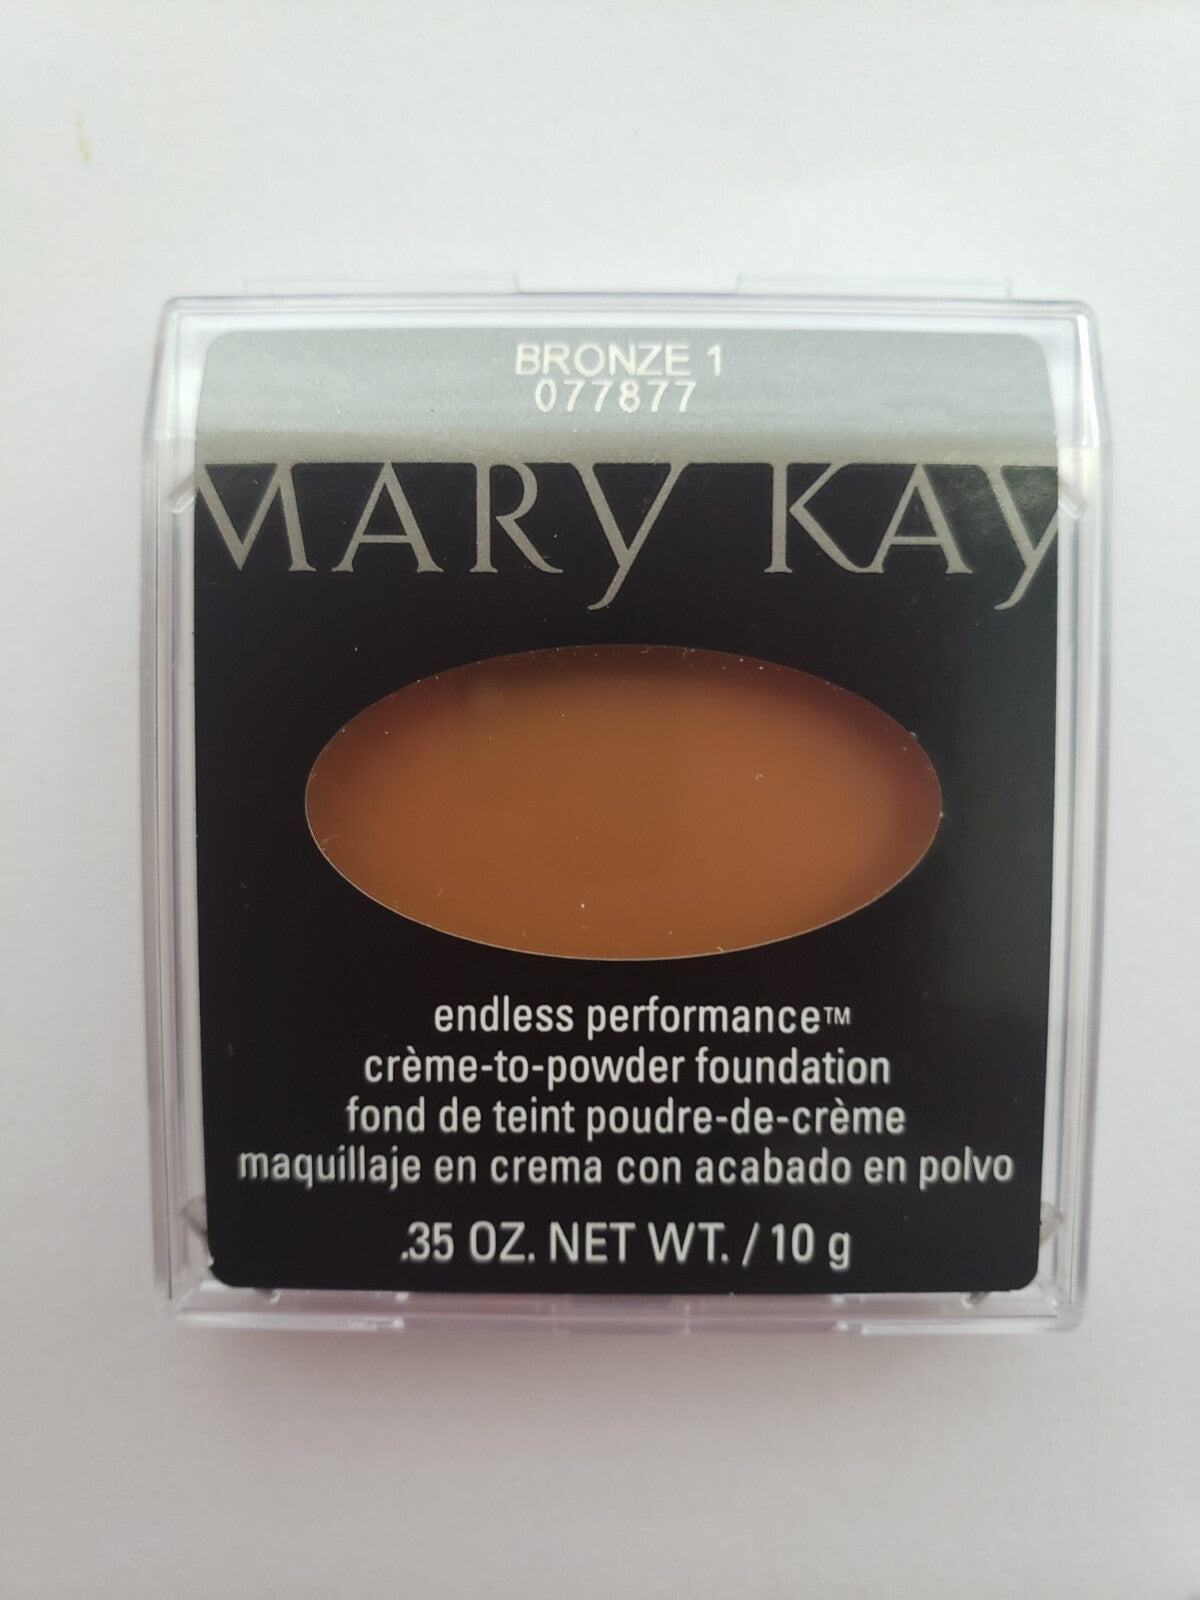 BRONZE 1
077877
MARY KAY
endless performance™
crème-to-powder foundation
fond de teint poudre-de-crème
maquillaje en crema con acabado en polvo
.35 OZ. NET WT. / 10 g